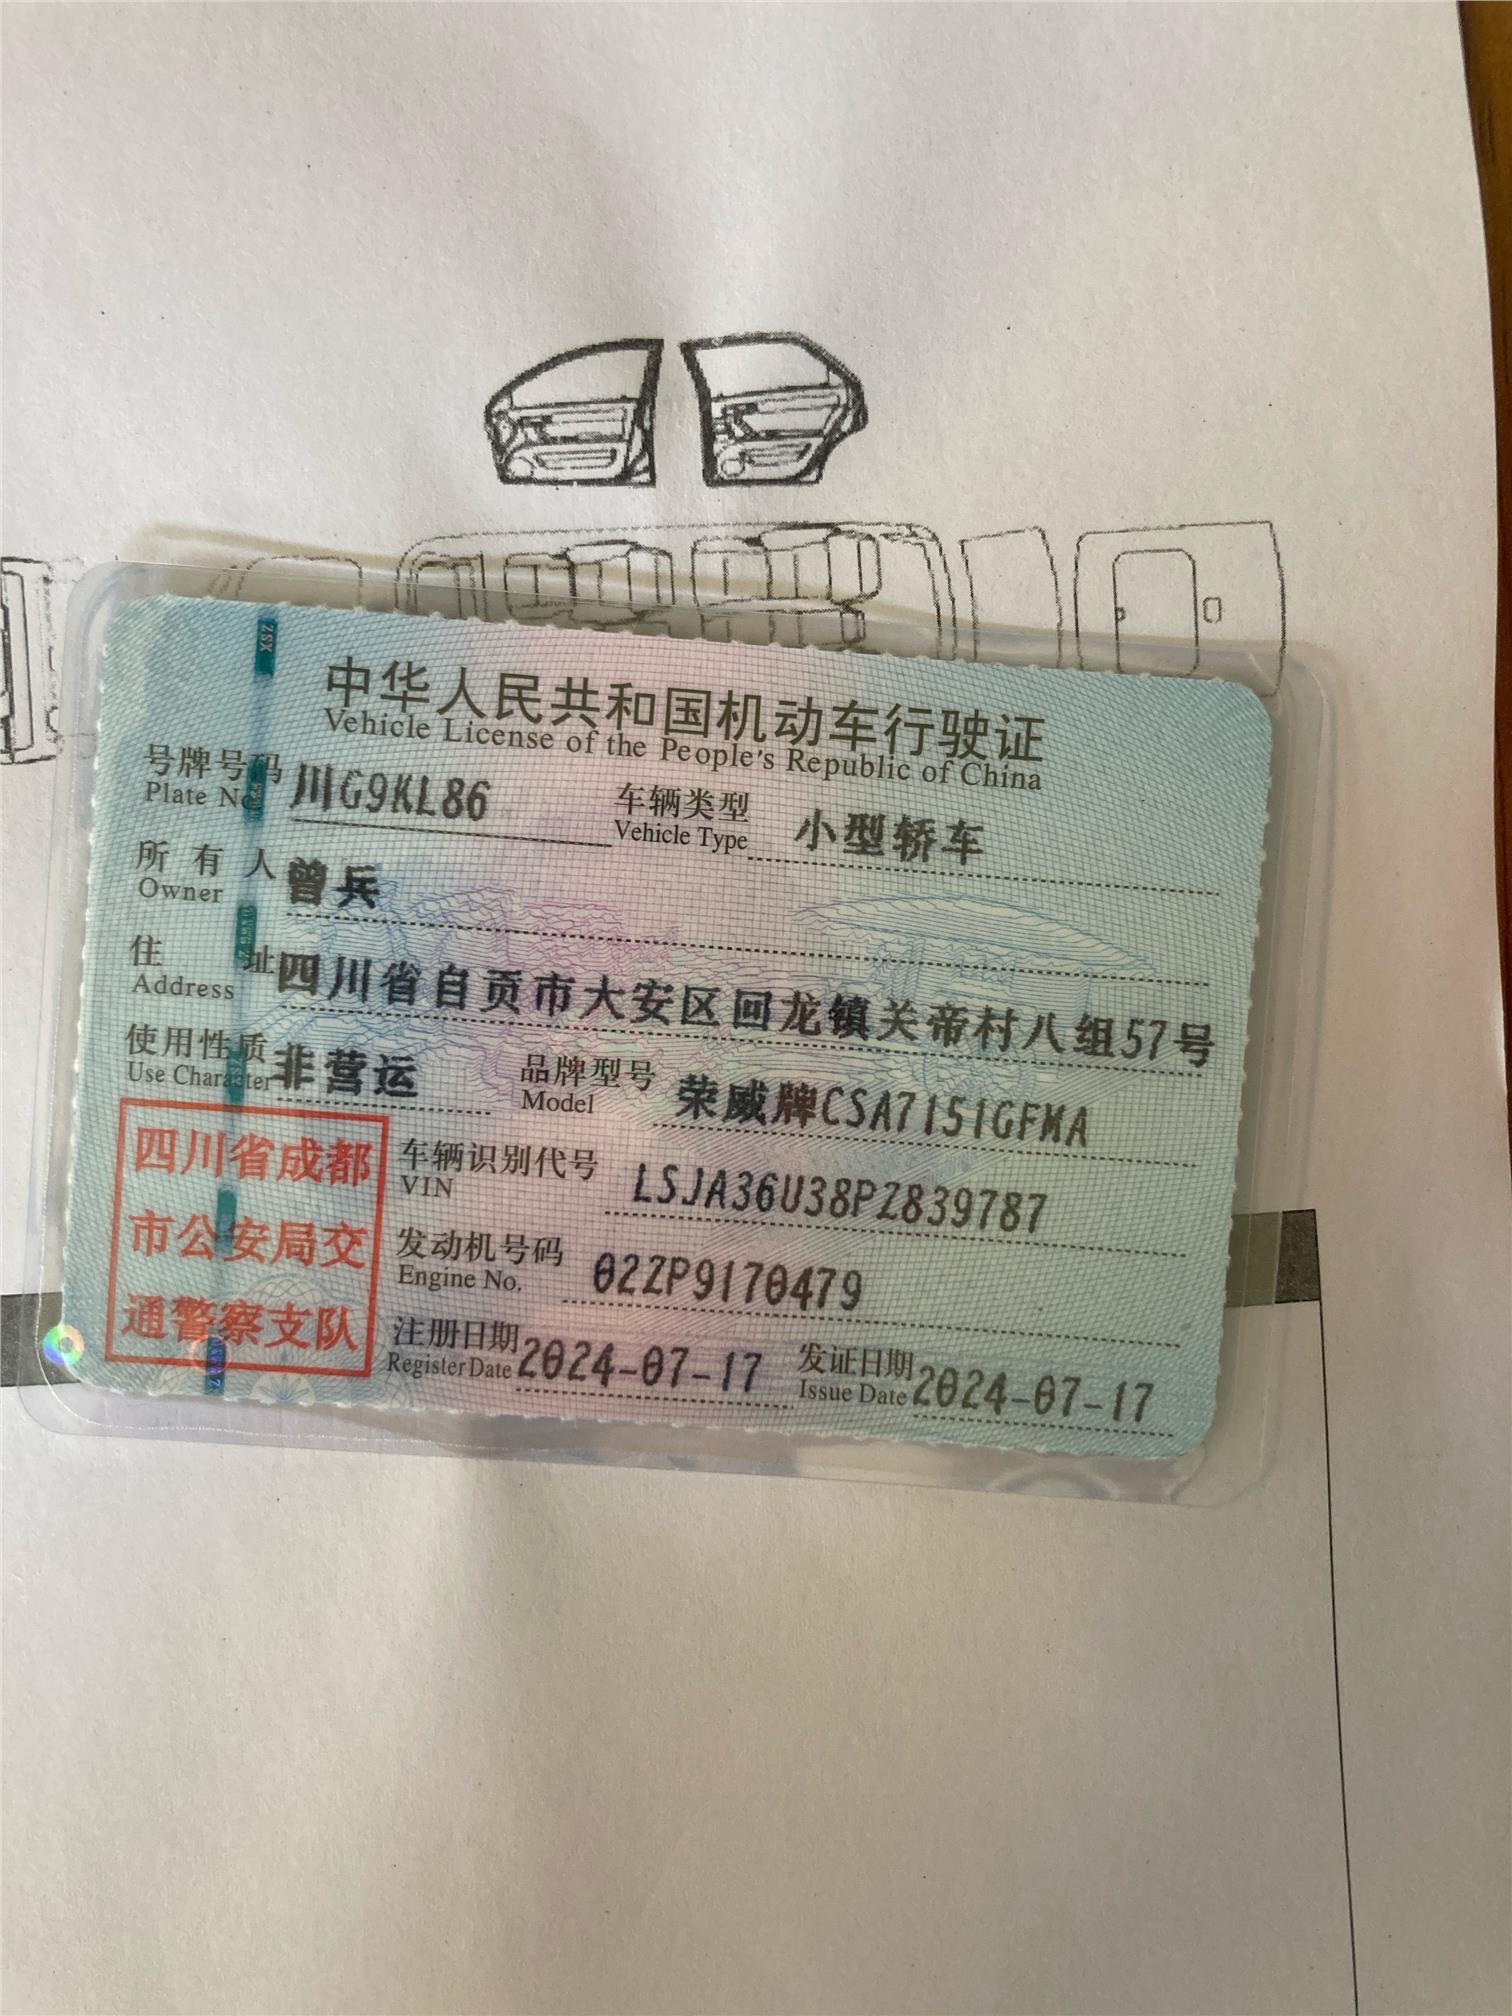 中华人民共和国机动车行驶证
Vehicle License of the People's Republic of China
号牌号码 川G9KL86 车辆类型 小型轿车
Plate No. Vehicle Type
所有人 曾兵
Owner
住址 四川省自贡市大安区回龙镇关帝村八组57号
Address
使用性质 非营运 品牌型号 荣威牌CSA7151GFMA
Use Character Model
四川省成都
市公安局交
通警察支队
车辆识别代号 LSJA36U38PZ839787
VIN
发动机号码 02ZP9170479
Engine No.
注册日期 2024-07-17 发证日期 2024-07-17
Register Date Issue Date